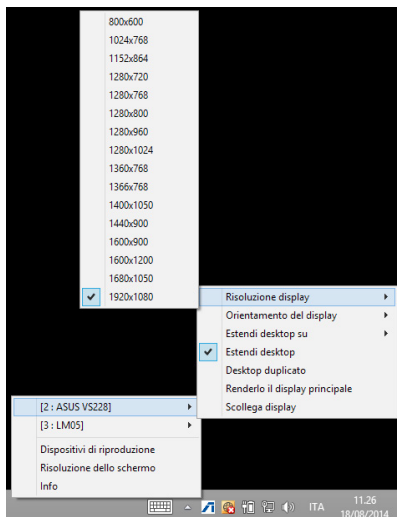 800x600
1024x768
1152x864
1280x720
1280x768
1280x800
1280x960
1280x1024
1360x768
1366x768
1400x1050
1440x900
1600x900
1600x1200
1680x1050
1920x1080
Risoluzione display
Orientamento del display
Estendi desktop su
Estendi desktop
Desktop duplicato
Renderlo il display principale
Scollega display
[2 : ASUS VS228]
[3 : LM05]
Dispositivi di riproduzione
Risoluzione dello schermo
Info
ITA
11.26
18/08/2014